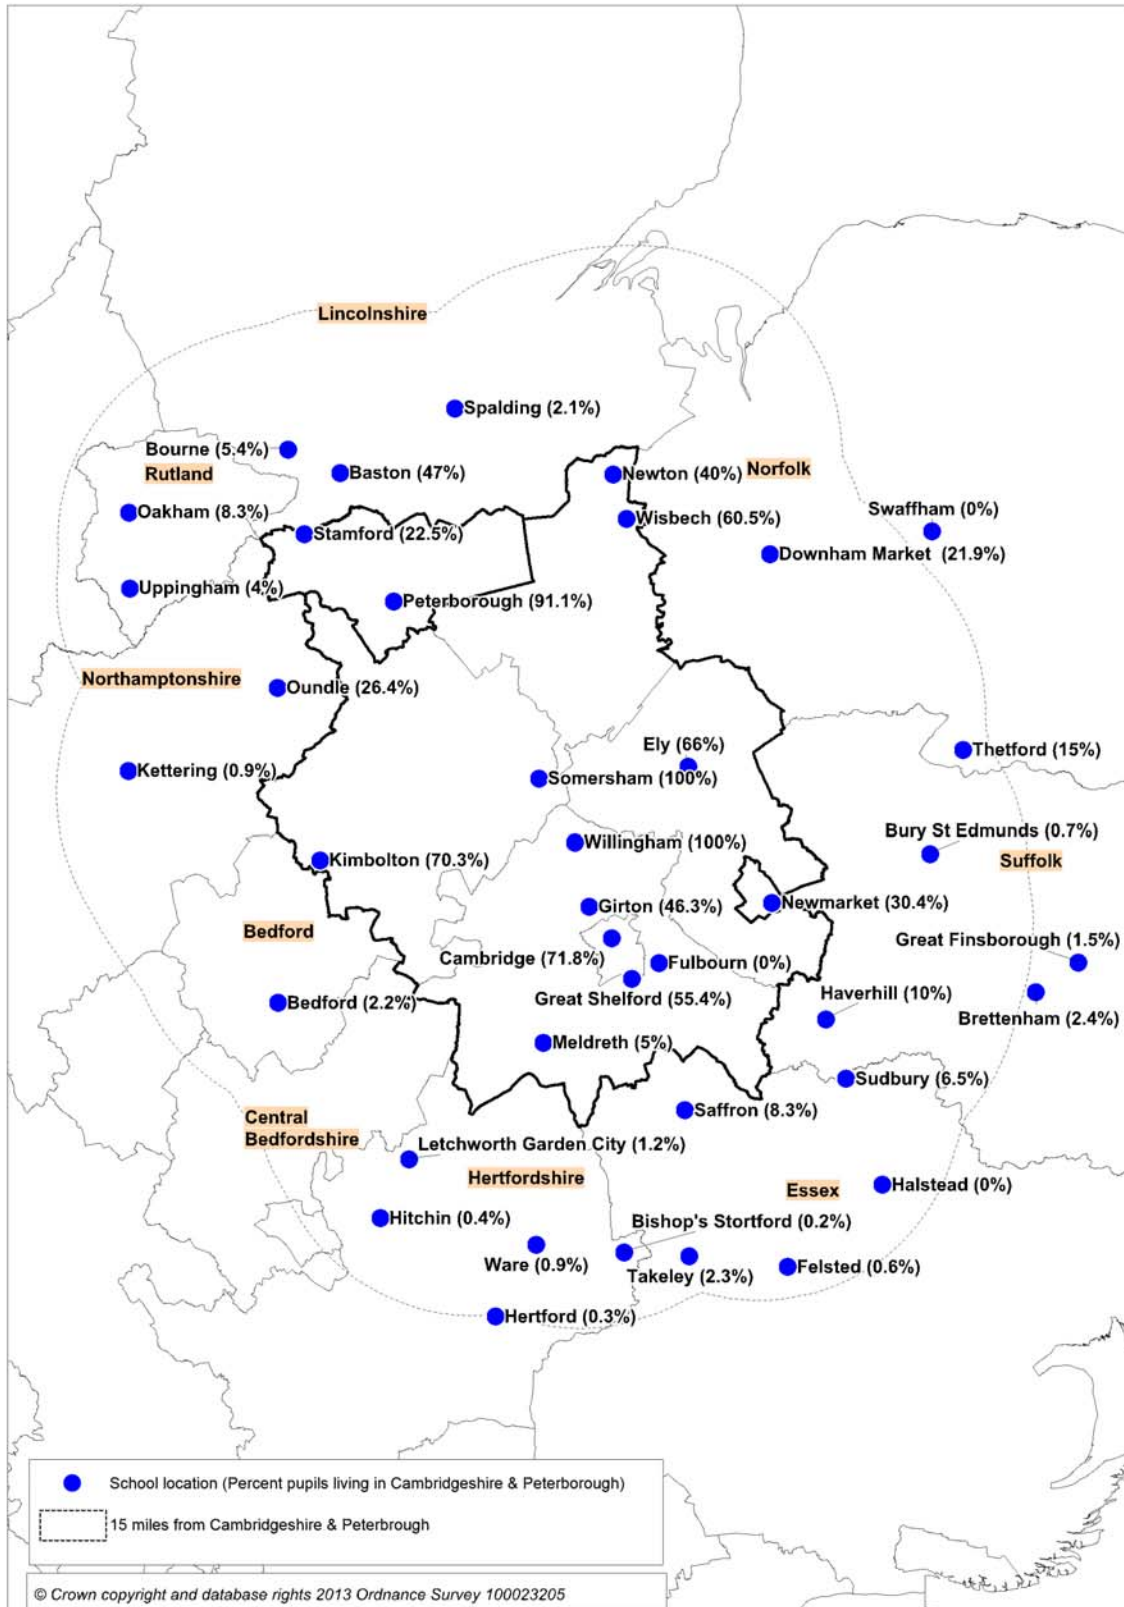 Lincolnshire
Spalding (2.1%)
Bourne (5.4%)
Rutland
Baston (47%)
Newton (40%)
Norfolk
Oakham (8.3%)
Stamford (22.5%)
Wisbech (60.5%)
Swaffham (0%)
Downham Market (21.9%)
Uppingham (4%)
Peterborough (91.1%)
Northamptonshire
Oundle (26.4%)
Ely (66%)
Thetford (15%)
Kettering (0.9%)
Somersham (100%)
Bury St Edmunds (0.7%)
Suffolk
Willingham (100%)
Kimbolton (70.3%)
Girton (46.3%)
Newmarket (30.4%)
Bedford
Great Finsborough (1.5%)
Cambridge (71.8%)
Fulbourn (0%)
Great Shelford (55.4%)
Haverhill (10%)
Bedford (2.2%)
Brettenham (2.4%)
Meldreth (5%)
Sudbury (6.5%)
Saffron (8.3%)
Central
Bedfordshire
Letchworth Garden City (1.2%)
Hertfordshire
Essex
Halstead (0%)
Hitchin (0.4%)
Bishop's Stortford (0.2%)
Ware (0.9%)
Takeley (2.3%)
Felsted (0.6%)
Hertford (0.3%)
School location (Percent pupils living in Cambridgeshire & Peterborough)
15 miles from Cambridgeshire & Peterbrough
© Crown copyright and database rights 2013 Ordnance Survey 100023205